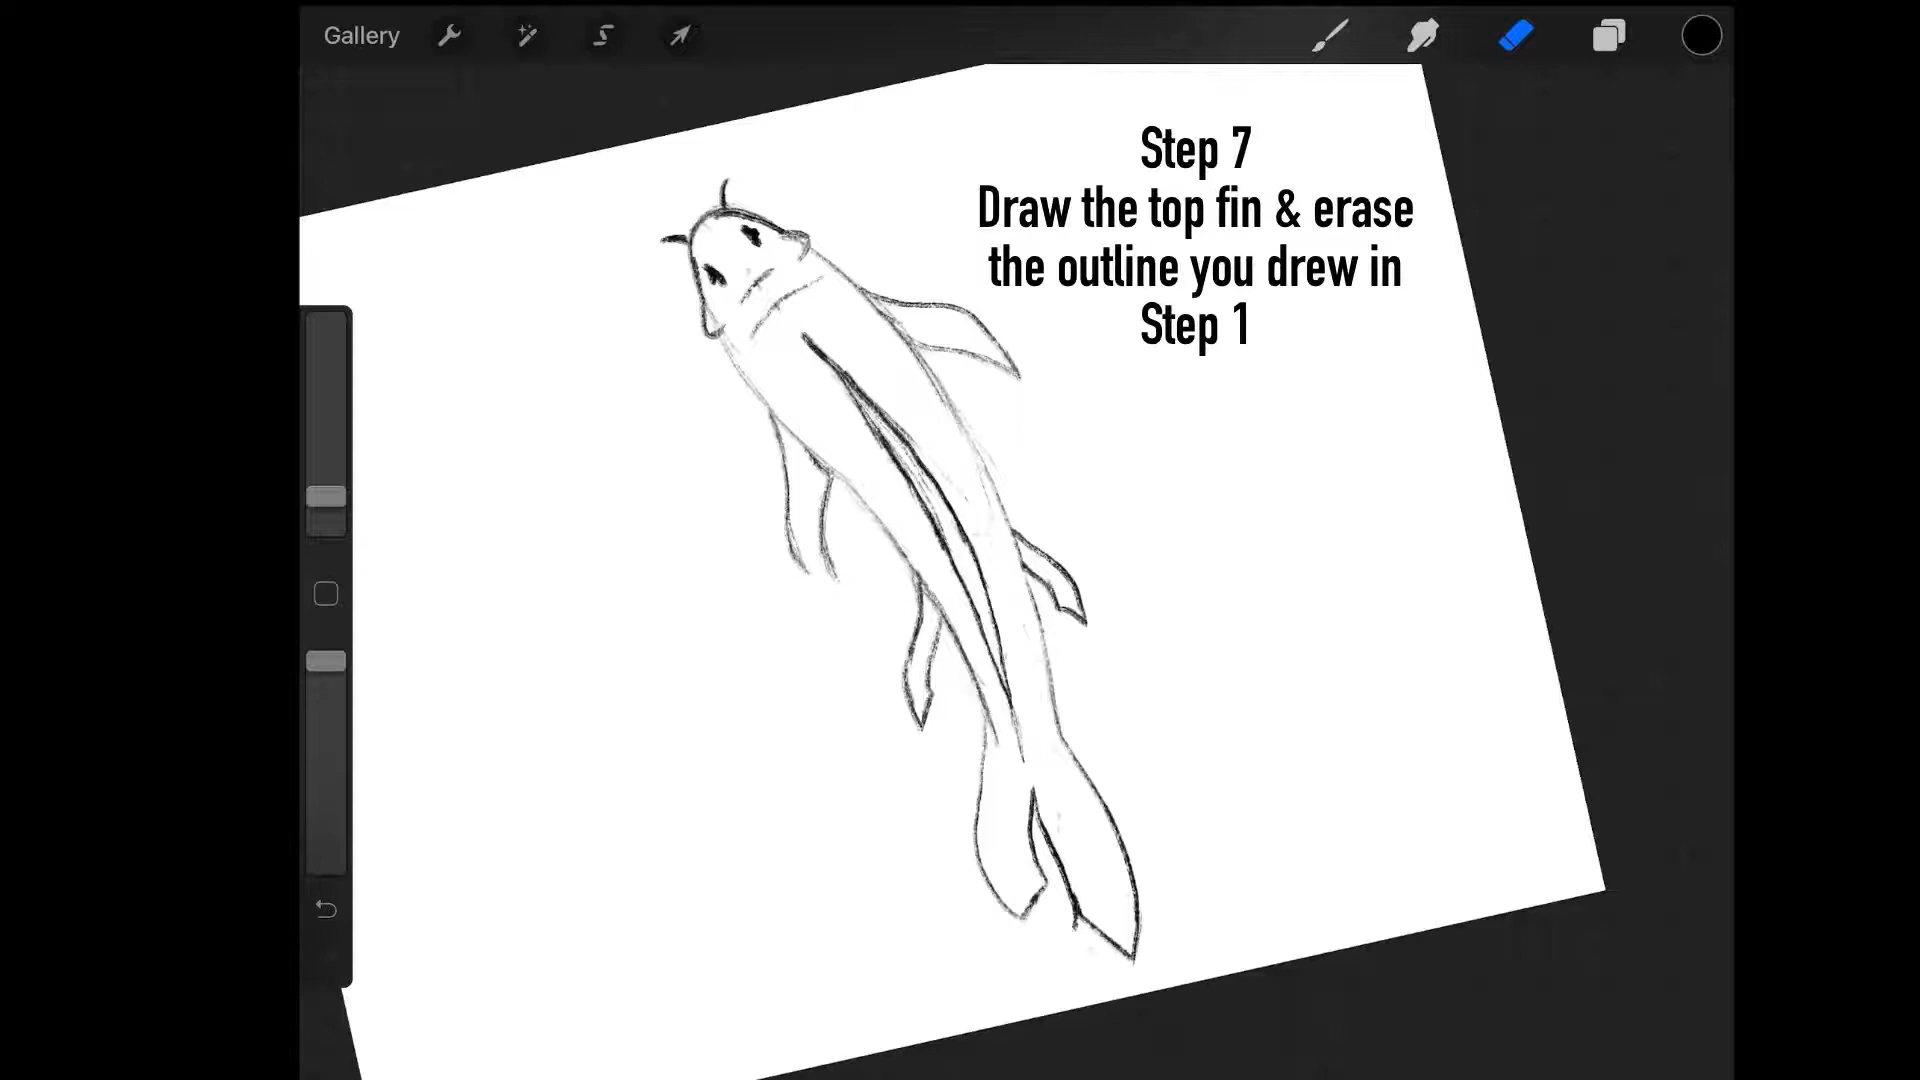 Gallery
Step 7
Draw the top fin & erase
the outline you drew in
Step 1